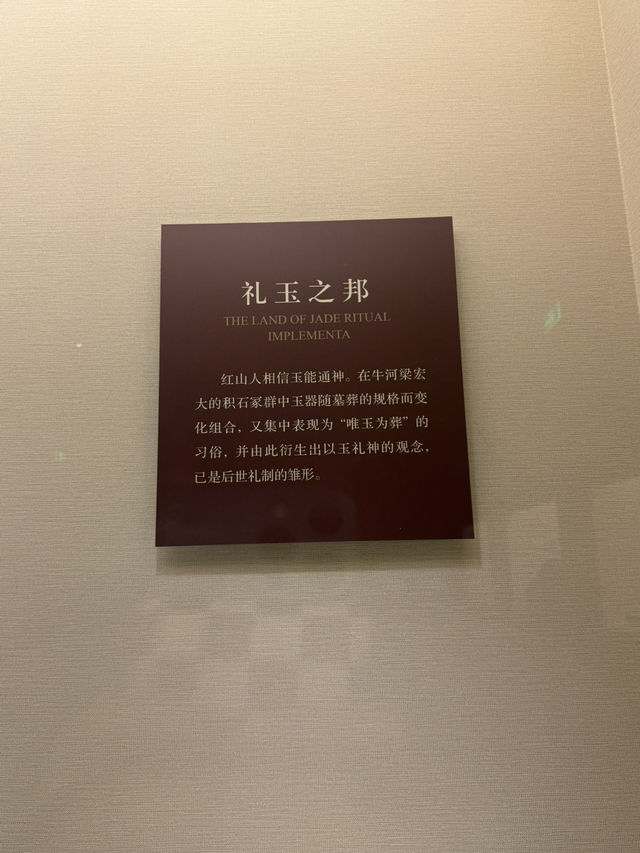 礼玉之邦
THE LAND OF JADE RITUAL
IMPLEMENTA
红山人相信玉能通神。在牛河梁宏
大的积石冢群中玉器随墓葬的规格而变
化组合，又集中表现为“唯玉为葬”的
习俗，并由此衍生出以玉礼神的观念，
已是后世礼制的雏形。